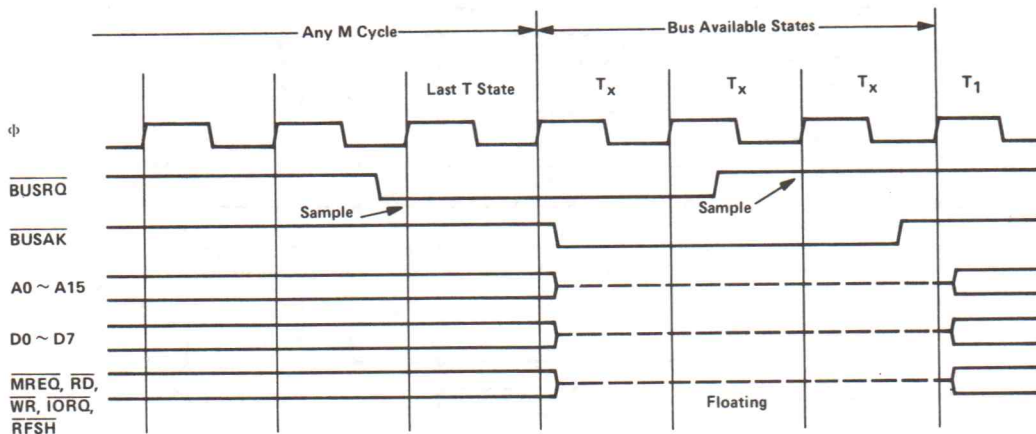 Any M Cycle
Bus Available States
Last T State
Tx
Tx
Tx
T1
Φ
BUSRQ
Sample
Sample
BUSAK
A0 ~ A15
D0 ~ D7
MREQ, RD,
WR, IORQ,
RFSH
Floating